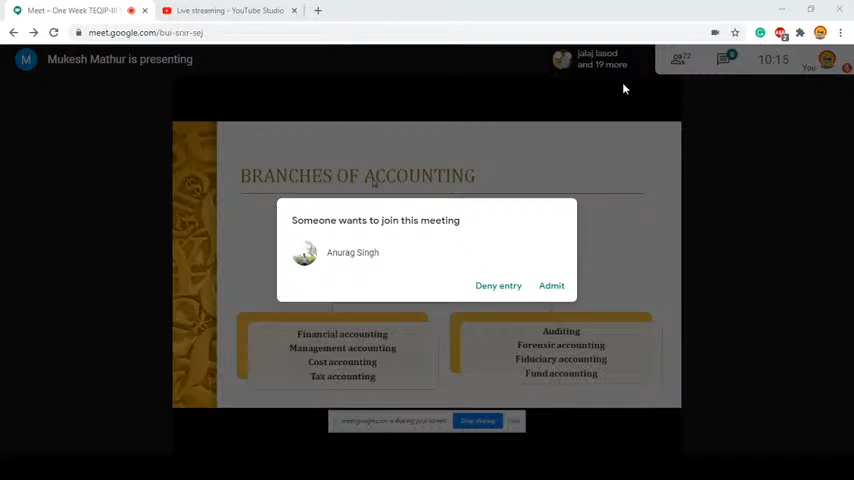 Meet – One Week TEQIP-III
Live streaming - YouTube Studio
meet.google.com/bui-srxr-sej
M
Mukesh Mathur is presenting
jalaj lasod
and 19 more
22
8
10:15
You
BRANCHES OF ACCOUNTING
Someone wants to join this meeting
Anurag Singh
Deny entry
Admit
Financial accounting
Management accounting
Cost accounting
Tax accounting
Auditing
Forensic accounting
Fiduciary accounting
Fund accounting
meet.google.com is sharing your screen.
Stop sharing
Hide